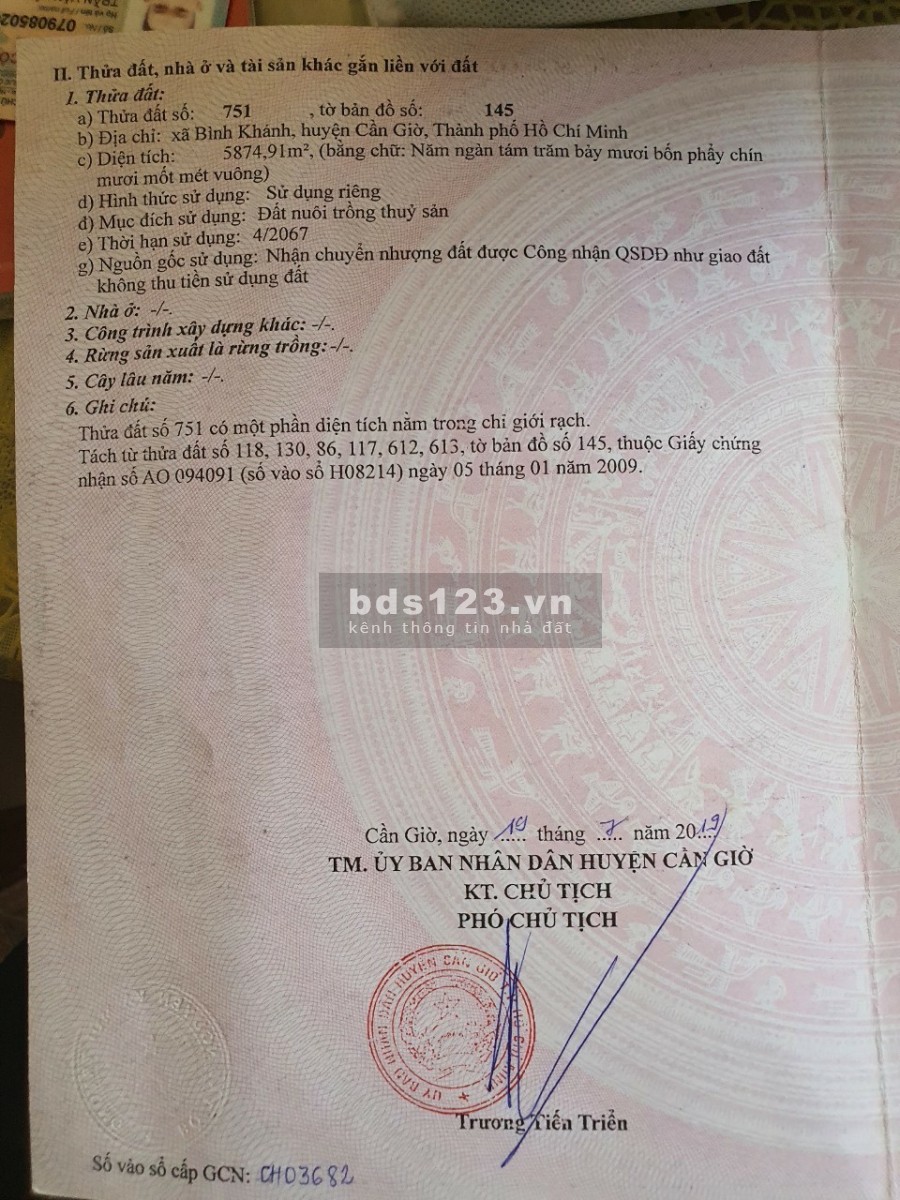 II. Thửa đất, nhà ở và tài sản khác gắn liền với đất
1. Thửa đất:
a) Thửa đất số: 751 , tờ bản đồ số: 145
b) Địa chỉ: xã Bình Khánh, huyện Cần Giờ, Thành phố Hồ Chí Minh
c) Diện tích: 5874,91m², (bằng chữ: Năm ngàn tám trăm bảy mươi bốn phẩy chín
mươi mốt mét vuông)
d) Hình thức sử dụng: Sử dụng riêng
đ) Mục đích sử dụng: Đất nuôi trồng thuỷ sản
e) Thời hạn sử dụng: 4/2067
g) Nguồn gốc sử dụng: Nhận chuyển nhượng đất được Công nhận QSDĐ như giao đất
không thu tiền sử dụng đất
2. Nhà ở: -/-.
3. Công trình xây dựng khác: -/-.
4. Rừng sản xuất là rừng trồng: -/-.
5. Cây lâu năm: -/-.
6. Ghi chú:
Thửa đất số 751 có một phần diện tích nằm trong chỉ giới rạch.
Tách từ thửa đất số 118, 130, 86, 117, 612, 613, tờ bản đồ số 145, thuộc Giấy chứng
nhận số AO 094091 (số vào sổ H08214) ngày 05 tháng 01 năm 2009.
bds123.vn
kênh thông tin nhà đất
Cần Giờ, ngày 19 tháng 7 năm 2019
TM. ỦY BAN NHÂN DÂN HUYỆN CẦN GIỜ
KT. CHỦ TỊCH
PHÓ CHỦ TỊCH
ỦY BAN NHÂN DÂN HUYỆN CẦN GIỜ
Trương Tiến Triển
Số vào sổ cấp GCN: CH03682